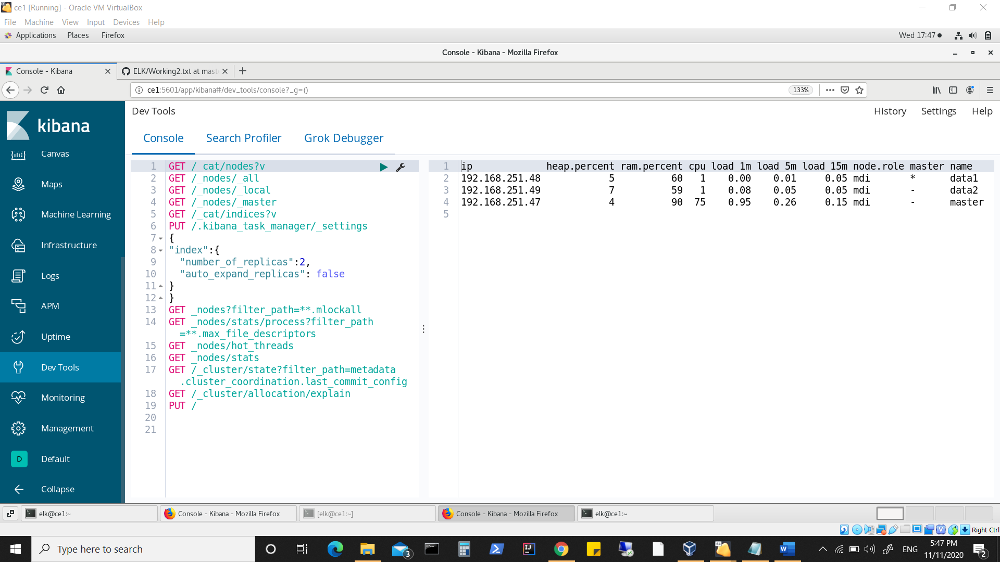 ce1 [Running] - Oracle VM VirtualBox
File Machine View Input Devices Help
Applications Places Firefox Wed 17:47
Console - Kibana - Mozilla Firefox
Console - Kibana ELK/Working2.txt at mast
ce1:5601/app/kibana#/dev_tools/console?_g=() 133%
kibana
Canvas
Maps
Machine Learning
Infrastructure
Logs
APM
Uptime
Dev Tools
Monitoring
Management
D Default
Collapse
Dev Tools History Settings Help
Console Search Profiler Grok Debugger
1 GET /_cat/nodes?v
2 GET /_nodes/_all
3 GET /_nodes/_local
4 GET /_nodes/_master
5 GET /_cat/indices?v
6 PUT /.kibana_task_manager/_settings
7 {
8 "index":{
9 "number_of_replicas":2,
10 "auto_expand_replicas": false
11 }
12 }
13 GET _nodes?filter_path=**.mlockall
14 GET _nodes/stats/process?filter_path
=**.max_file_descriptors
15 GET _nodes/hot_threads
16 GET _nodes/stats
17 GET /_cluster/state?filter_path=metadata
.cluster_coordination.last_commit_config
18 GET /_cluster/allocation/explain
19 PUT /
20
21
1 ip heap.percent ram.percent cpu load_1m load_5m load_15m node.role master name
2 192.168.251.48 5 60 1 0.00 0.01 0.05 mdi * data1
3 192.168.251.49 7 59 1 0.08 0.05 0.05 mdi - data2
4 192.168.251.47 4 90 75 0.95 0.26 0.15 mdi - master
5
elk@ce1:~ Console - Kibana - Mozilla Firefox [elk@ce1:~] Console - Kibana - Mozilla Firefox elk@ce1:~
Right Ctrl
Type here to search 3 64 ENG 5:47 PM
11/11/2020 2